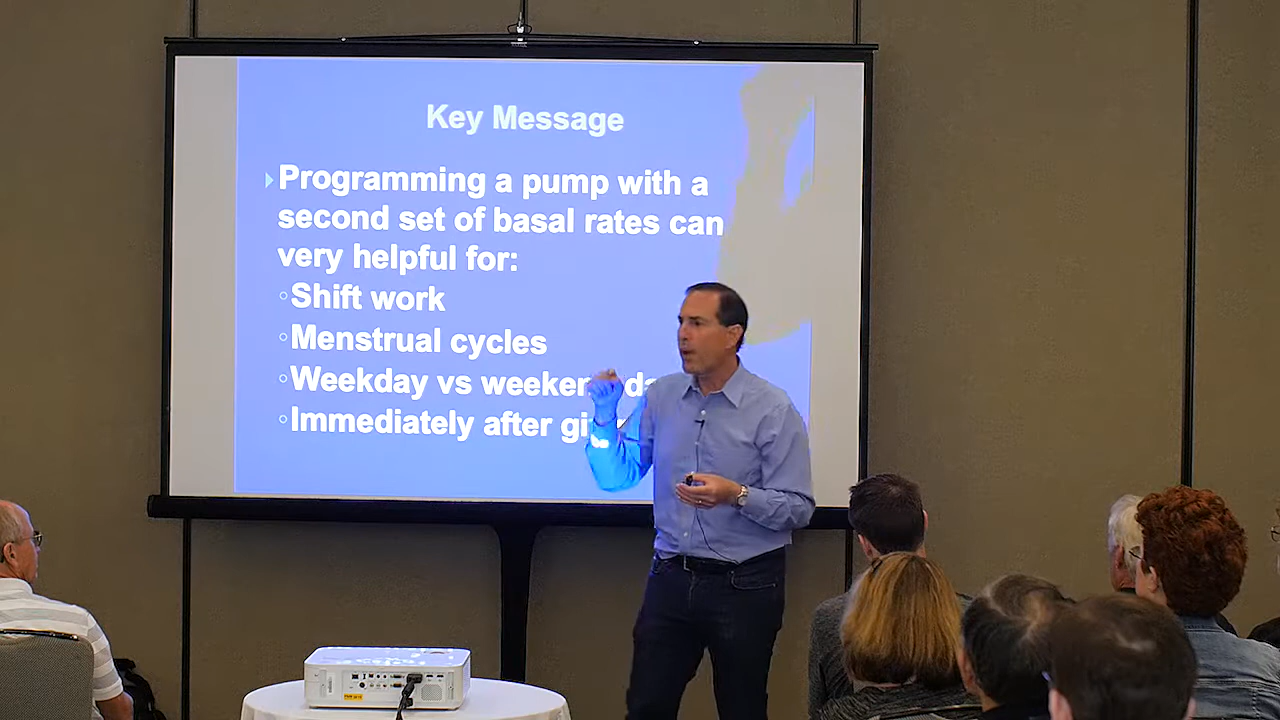 Key Message
Programming a pump with a
second set of basal rates can
very helpful for:
Shift work
Menstrual cycles
Weekday vs
Immediately after